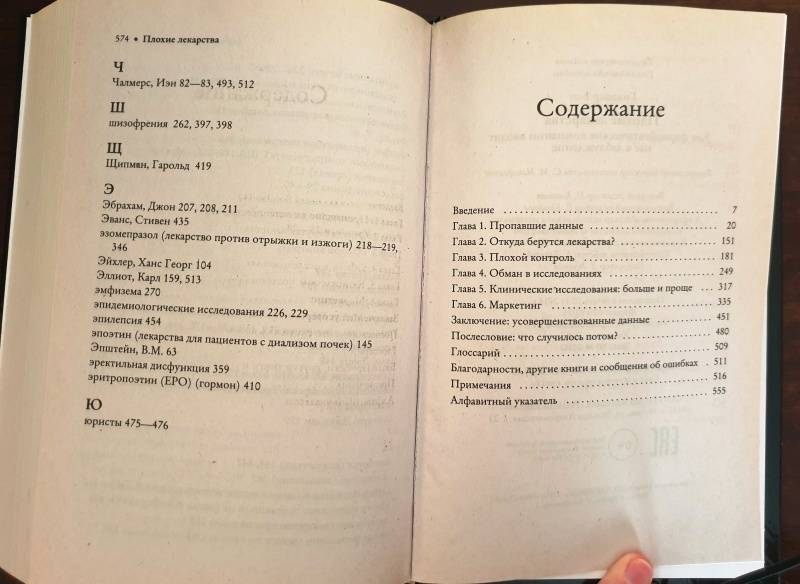 574 • Плохие лекарства
Ч
Чалмерс, Иэн 82—83, 493, 512
Ш
шизофрения 262, 397, 398
Щ
Щипман, Гарольд 419
Э
Эбрахам, Джон 207, 208, 211
Эванс, Стивен 435
эзомепразол (лекарство против отрыжки и изжоги) 218—219,
346
Эйхлер, Ханс Георг 104
Эллиот, Карл 159, 513
эмфизема 270
эпидемиологические исследования 226, 229
эпилепсия 454
эпоэтин (лекарства для пациентов с диализом почек) 145
Эпштейн, В.М. 63
эректильная дисфункция 359
эритропоэтин (EPO) (гормон) 410
Ю
юристы 475—476
Содержание
Введение 7
Глава 1. Пропавшие данные 20
Глава 2. Откуда берутся лекарства? 151
Глава 3. Плохой контроль 181
Глава 4. Обман в исследованиях 249
Глава 5. Клинические исследования: больше и проще 317
Глава 6. Маркетинг 335
Заключение: усовершенствованные данные 451
Послесловие: что случилось потом? 480
Глоссарий 509
Благодарности, другие книги и сообщения об ошибках 511
Примечания 516
Алфавитный указатель 555